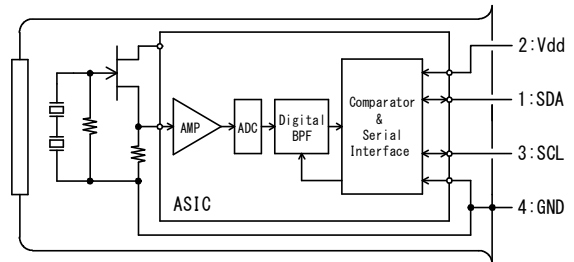 2:Vdd
1:SDA
3:SCL
4:GND
AMP
ADC
Digital
BPF
Comparator
&
Serial
Interface
ASIC